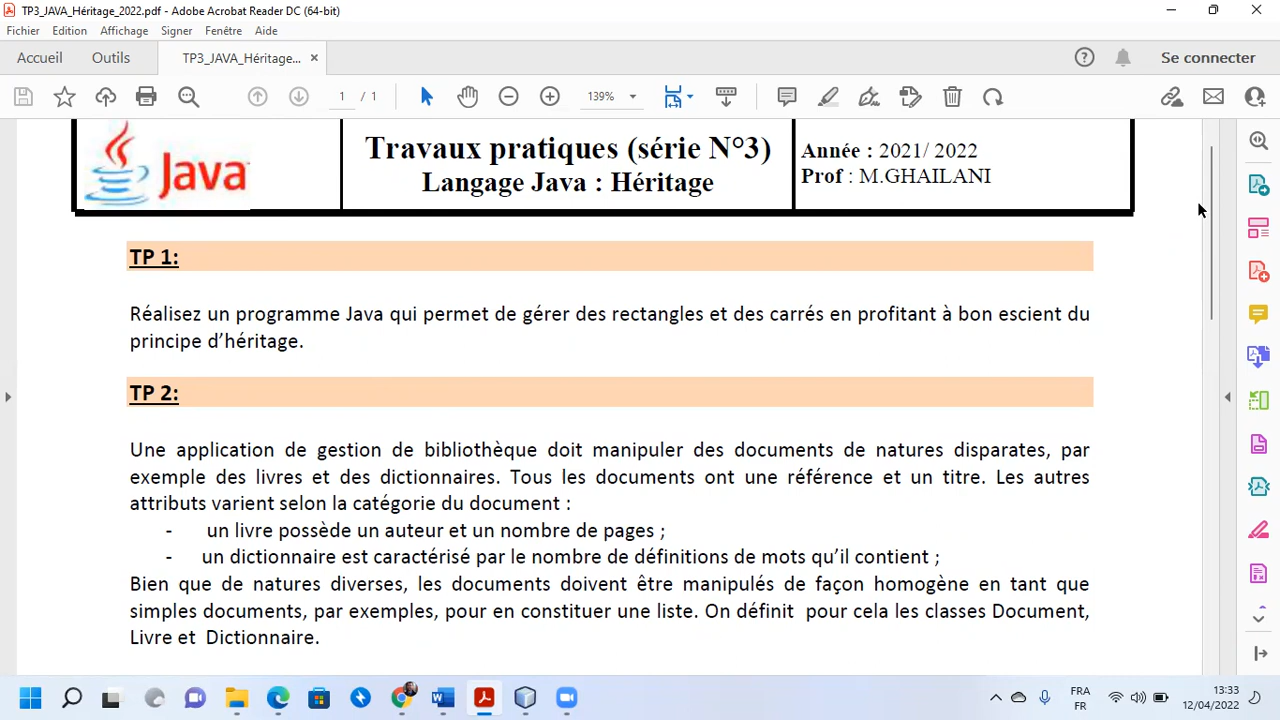 TP3_JAVA_Héritage_2022.pdf - Adobe Acrobat Reader DC (64-bit)
Fichier Edition Affichage Signer Fenêtre Aide
Accueil Outils TP3_JAVA_Héritage... Se connecter
1 / 1 139%
Java
Travaux pratiques (série N°3)
Langage Java : Héritage
Année : 2021/ 2022
Prof : M.GHAILANI
TP 1:
Réalisez un programme Java qui permet de gérer des rectangles et des carrés en profitant à bon escient du
principe d’héritage.
TP 2:
Une application de gestion de bibliothèque doit manipuler des documents de natures disparates, par
exemple des livres et des dictionnaires. Tous les documents ont une référence et un titre. Les autres
attributs varient selon la catégorie du document :
- un livre possède un auteur et un nombre de pages ;
- un dictionnaire est caractérisé par le nombre de définitions de mots qu’il contient ;
Bien que de natures diverses, les documents doivent être manipulés de façon homogène en tant que
simples documents, par exemples, pour en constituer une liste. On définit pour cela les classes Document,
Livre et Dictionnaire.
FRA
FR
13:33
12/04/2022